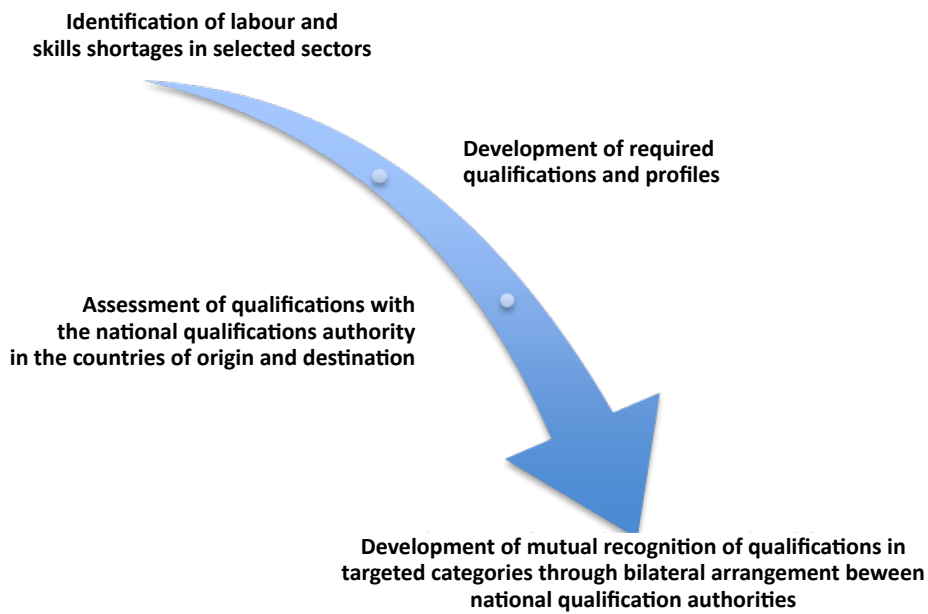 Identification of labour and
skills shortages in selected sectors
Development of required
qualifications and profiles
Assessment of qualifications with
the national qualifications authority
in the countries of origin and destination
Development of mutual recognition of qualifications in
targeted categories through bilateral arrangement beween
national qualification authorities